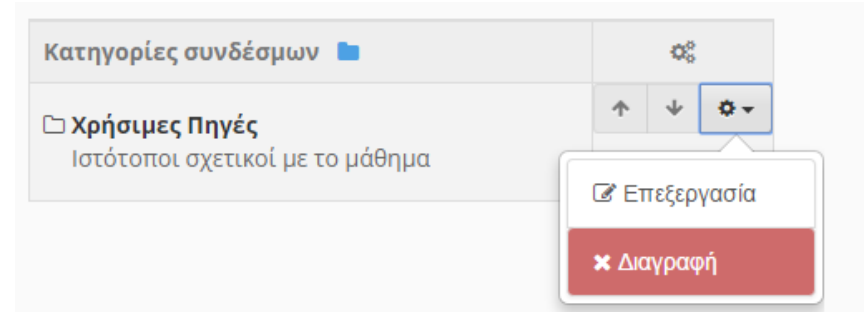 Κατηγορίες συνδέσμων
Χρήσιμες Πηγές
Ιστότοποι σχετικοί με το μάθημα
Επεξεργασία
Διαγραφή